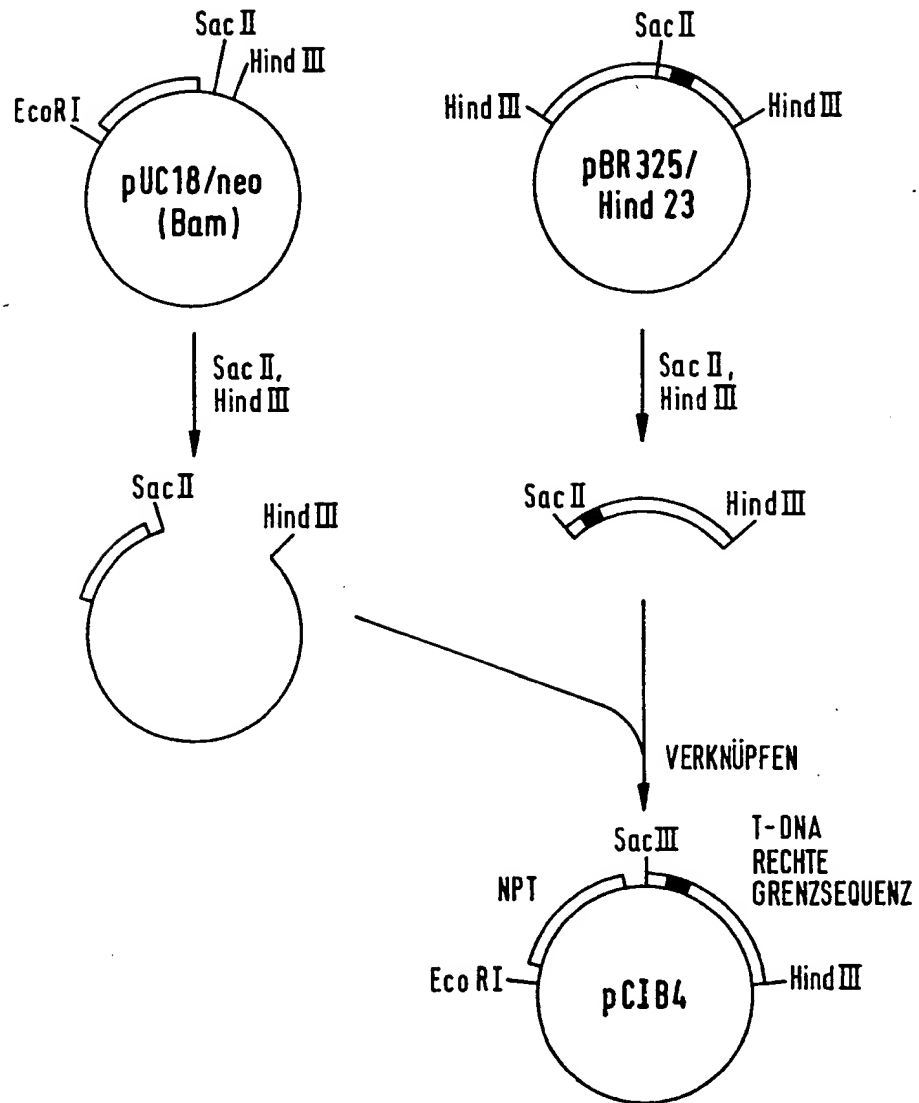 Sac II
Hind III
EcoRI
pUC18/neo
(Bam)
Sac II
Hind III
Hind III
pBR325/
Hind 23
Sac II,
Hind III
Sac II,
Hind III
Sac II
Hind III
Sac II
Hind III
VERKNÜPFEN
Sac III
NPT
T-DNA
RECHTE
GRENZSEQUENZ
Eco RI
Hind III
pCIB4